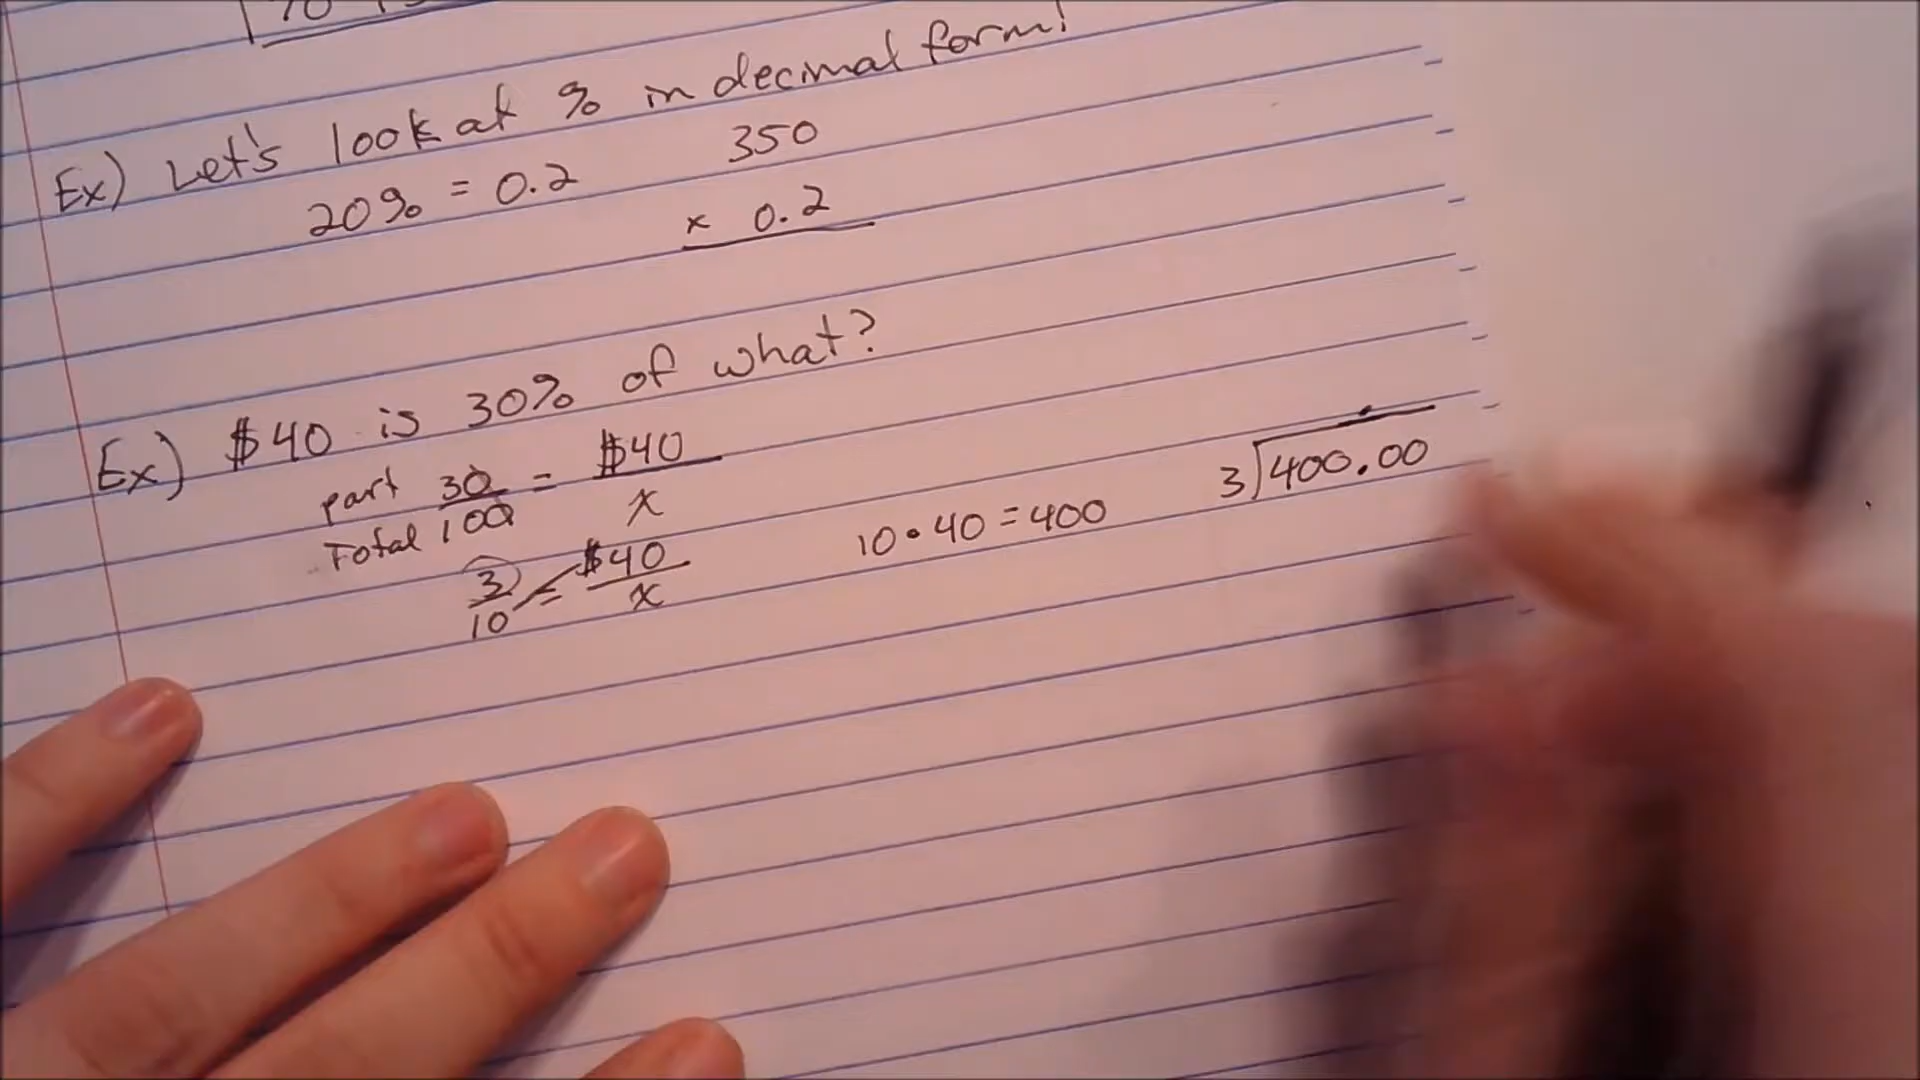 Ex) Let's look at % in decimal form!
20% = 0.2
350
x 0.2
Ex) $40 is 30% of what?
part 30 = $40
Total 100 x
3 = $40
10 x
10 • 40 = 400
3 400.00